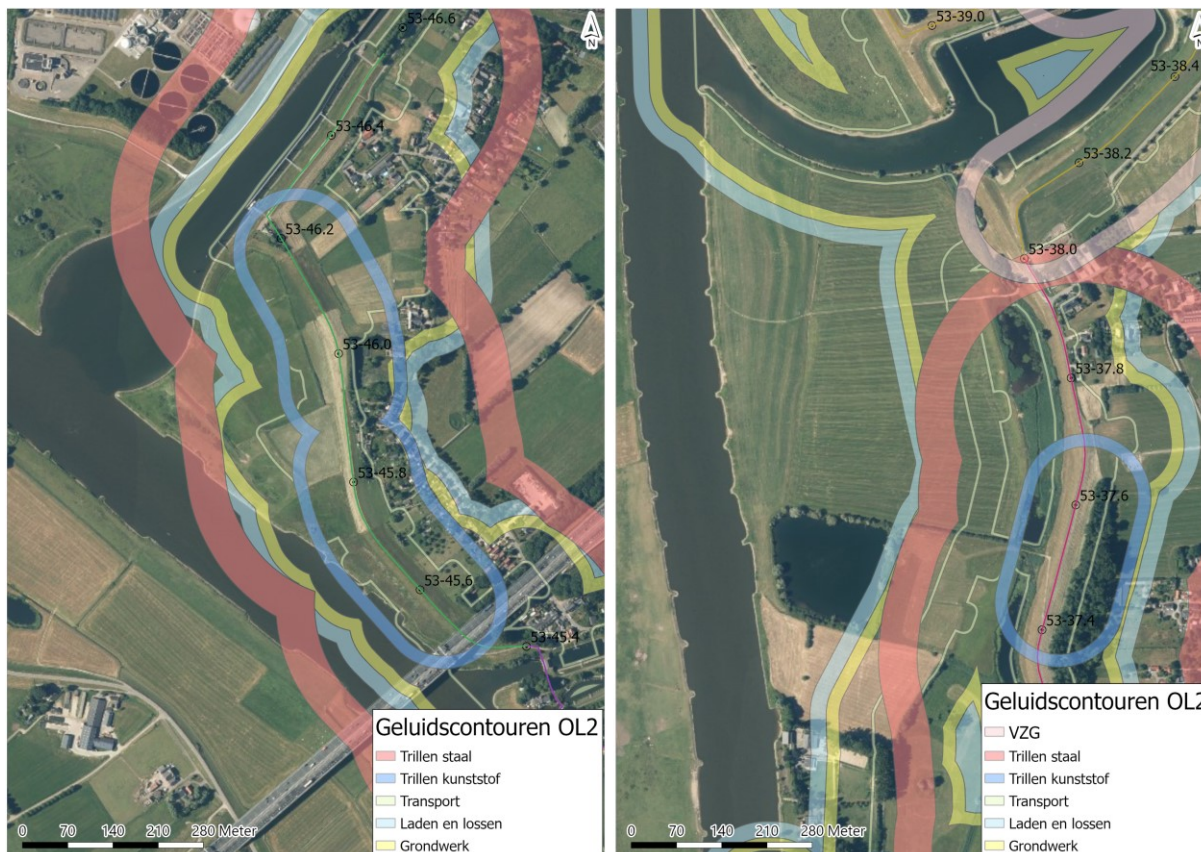 53-46.6
53-46.4
53-46.2
53-46.0
53-45.8
53-45.6
53-45.4
N
Geluidscontouren OL2
Trillen staal
Trillen kunststof
Transport
Laden en lossen
Grondwerk
0 70 140 210 280 Meter
53-39.0
N
53-38.4
53-38.2
53-38.0
53-37.8
53-37.6
53-37.4
Geluidscontouren OL2
VZG
Trillen staal
Trillen kunststof
Transport
Laden en lossen
Grondwerk
0 70 140 210 280 Meter